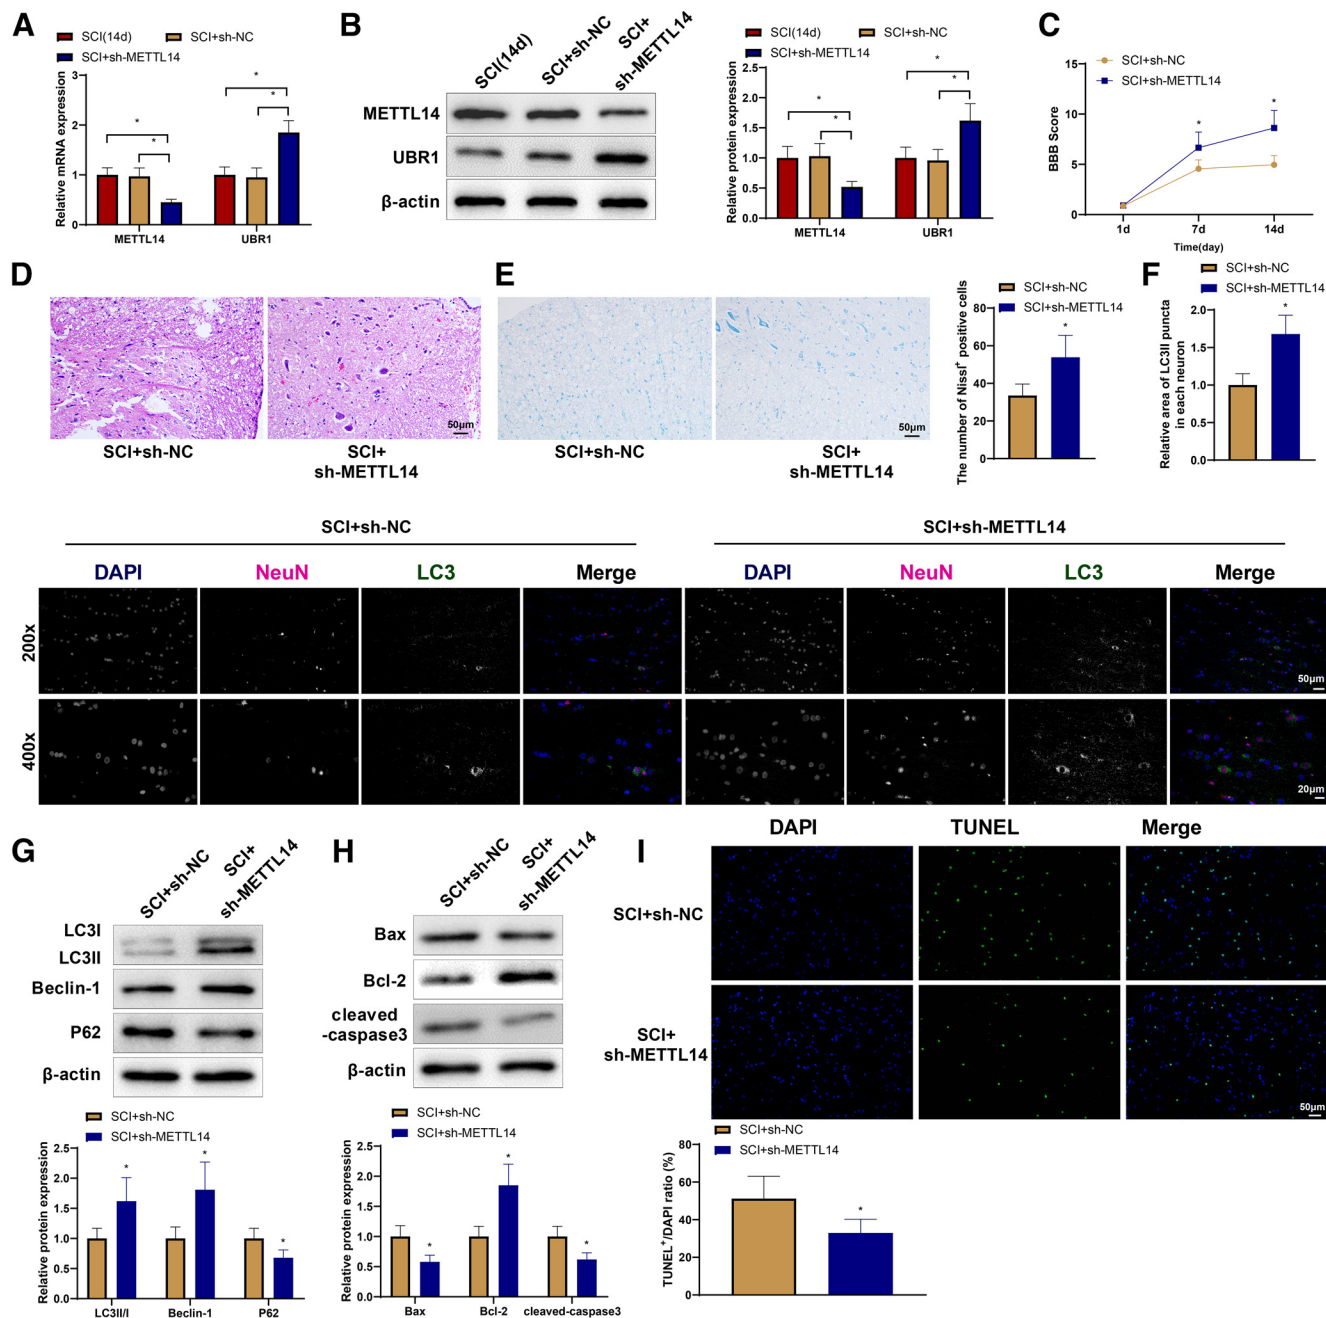 A
SCI(14d)
SCI+sh-NC
SCI+sh-METTL14
Relative mRNA expression
5
4
3
2
1
0
*
*
*
*
METTL14
UBR1
B
SCI(14d)
SCI+sh-NC
SCI+
sh-METTL14
METTL14
UBR1
β-actin
SCI(14d)
SCI+sh-NC
SCI+sh-METTL14
Relative protein expression
2.5
2.0
1.5
1.0
0.5
0.0
*
*
*
*
METTL14
UBR1
C
SCI+sh-NC
SCI+sh-METTL14
BBB Score
15
10
5
0
*
*
1d
7d
14d
Time(day)
D
50μm
SCI+sh-NC
SCI+
sh-METTL14
E
50μm
SCI+sh-NC
SCI+
sh-METTL14
SCI+sh-NC
SCI+sh-METTL14
The number of Nissl+ positive cells
80
60
40
20
0
*
F
SCI+sh-NC
SCI+sh-METTL14
Relative area of LC3II puncta
in each neuron
2.0
1.5
1.0
0.5
0.0
*
SCI+sh-NC
SCI+sh-METTL14
DAPI
NeuN
LC3
Merge
DAPI
NeuN
LC3
Merge
200x
50μm
400x
20μm
G
SCI+sh-NC
SCI+
sh-METTL14
LC3I
LC3II
Beclin-1
P62
β-actin
SCI+sh-NC
SCI+sh-METTL14
Relative protein expression
2.5
2.0
1.5
1.0
0.5
0.0
*
*
*
LC3II/I
Beclin-1
P62
H
SCI+sh-NC
SCI+
sh-METTL14
Bax
Bcl-2
cleaved
-caspase3
β-actin
SCI+sh-NC
SCI+sh-METTL14
Relative protein expression
2.5
2.0
1.5
1.0
0.5
0.0
*
*
*
Bax
Bcl-2
cleaved-caspase3
I
DAPI
TUNEL
Merge
SCI+sh-NC
SCI+
sh-METTL14
50μm
SCI+sh-NC
SCI+sh-METTL14
TUNEL+/DAPI ratio (%)
80
60
40
20
0
*